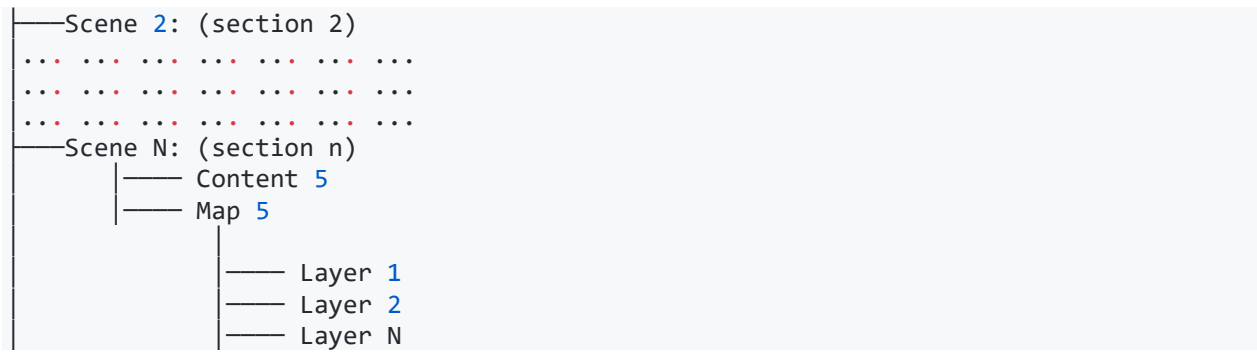 ├───Scene 2: (section 2)
│... ... ... ... ... ... ...
│... ... ... ... ... ... ...
│... ... ... ... ... ... ...
├───Scene N: (section n)
│       │──── Content 5
│       │──── Map 5
│               │
│               │──── Layer 1
│               │──── Layer 2
│               │──── Layer N